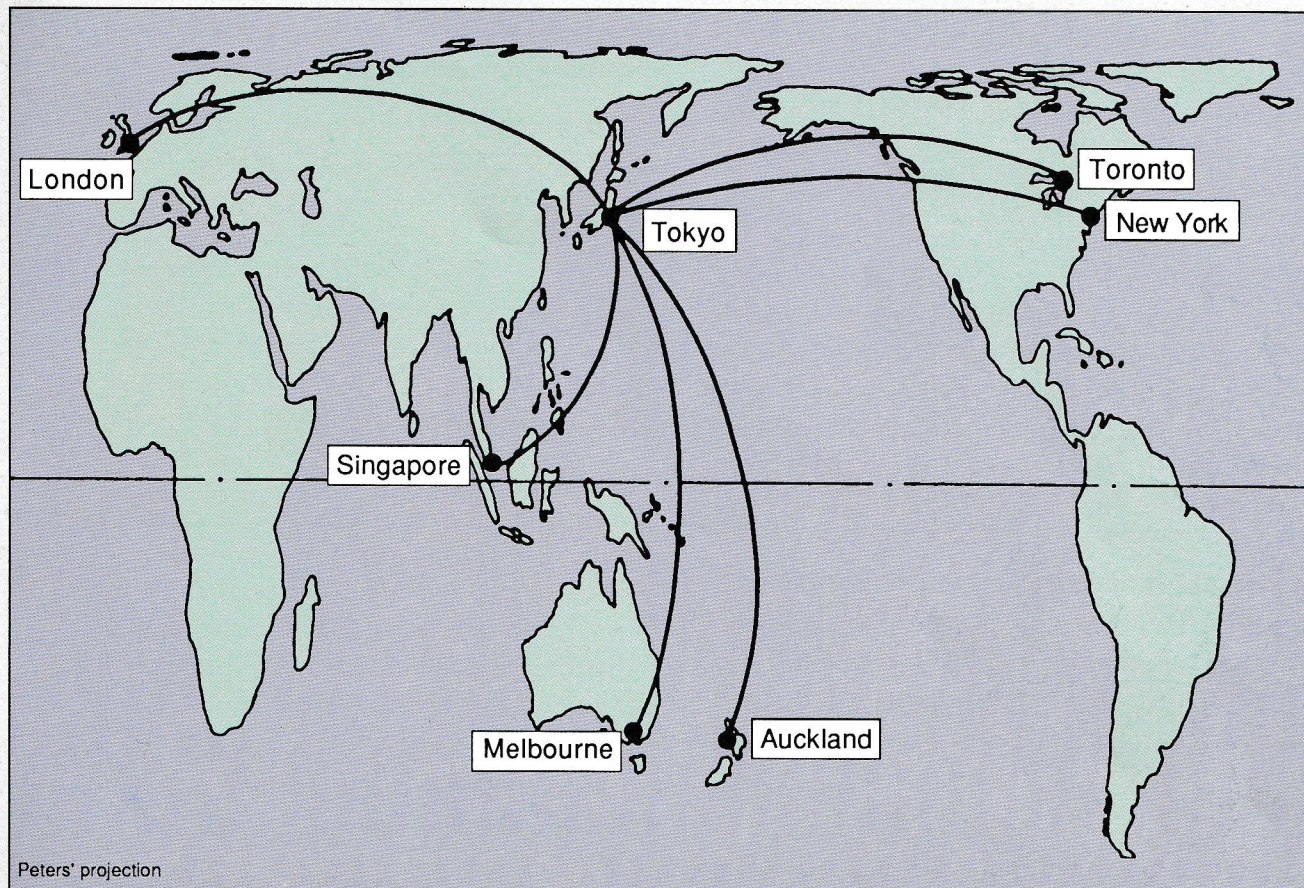 London
Toronto
New York
Tokyo
Singapore
Melbourne
Auckland
Peters' projection